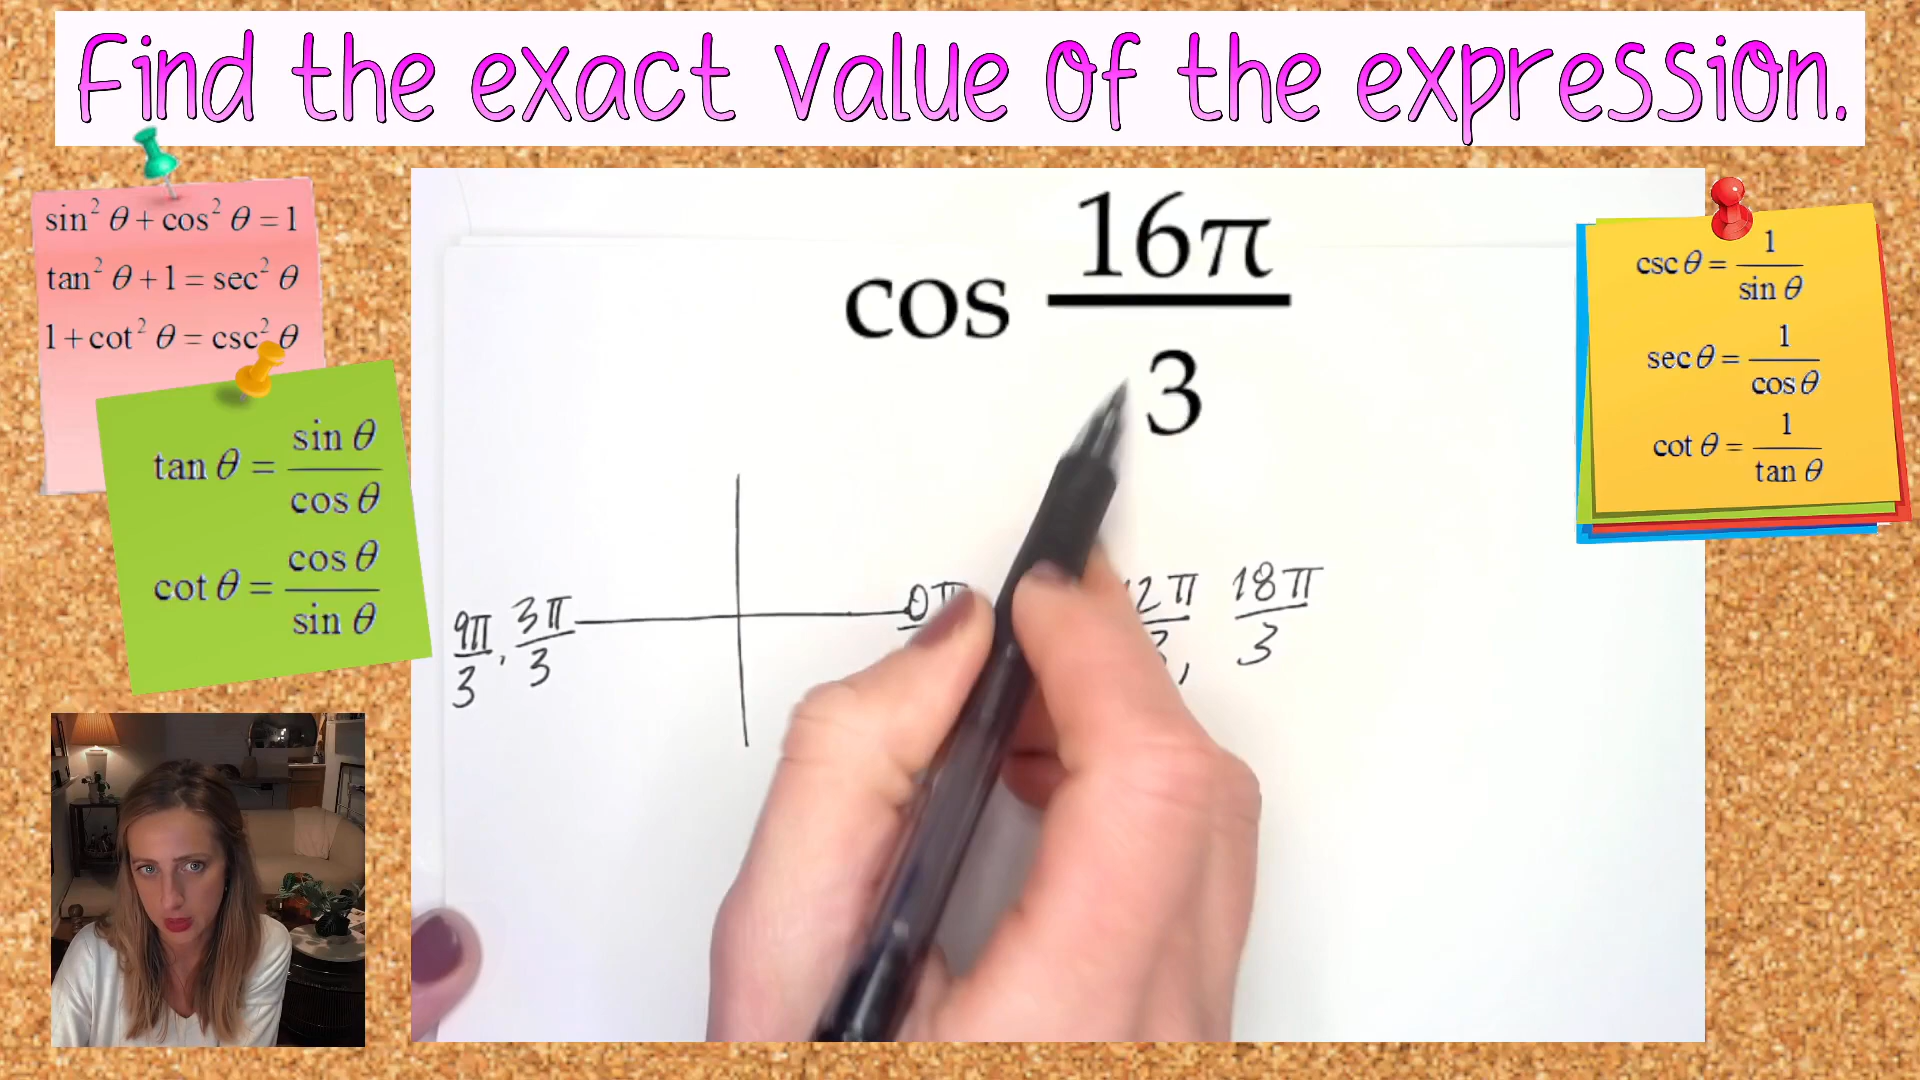 Find the exact value of the expression.
sin² θ + cos² θ = 1
tan² θ + 1 = sec² θ
1 + cot² θ = csc² θ
tan θ = sin θ / cos θ
cot θ = cos θ / sin θ
cos 16π / 3
9π/3, 3π/3
0π
12π 18π/3
,
csc θ = 1 / sin θ
sec θ = 1 / cos θ
cot θ = 1 / tan θ